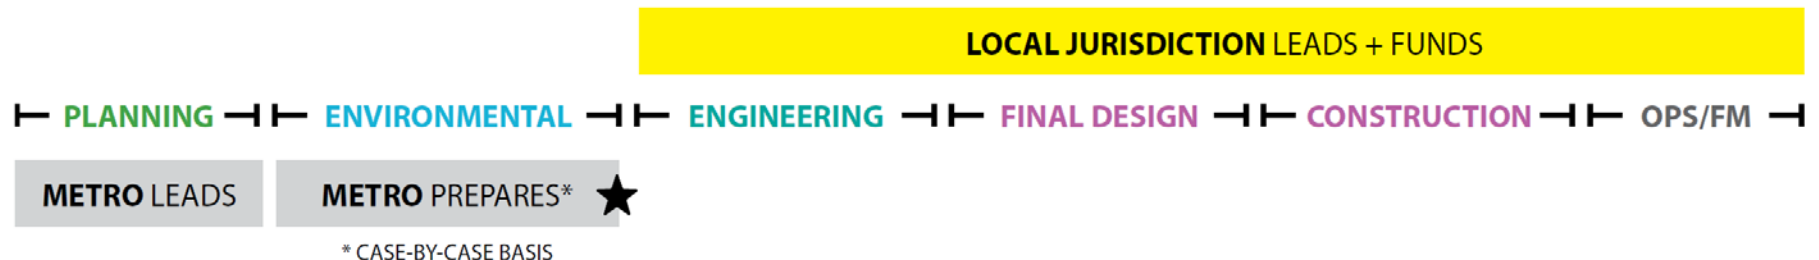 LOCAL JURISDICTION LEADS + FUNDS
PLANNING ENVIRONMENTAL ENGINEERING FINAL DESIGN CONSTRUCTION OPS/FM
METRO LEADS METRO PREPARES*
* CASE-BY-CASE BASIS